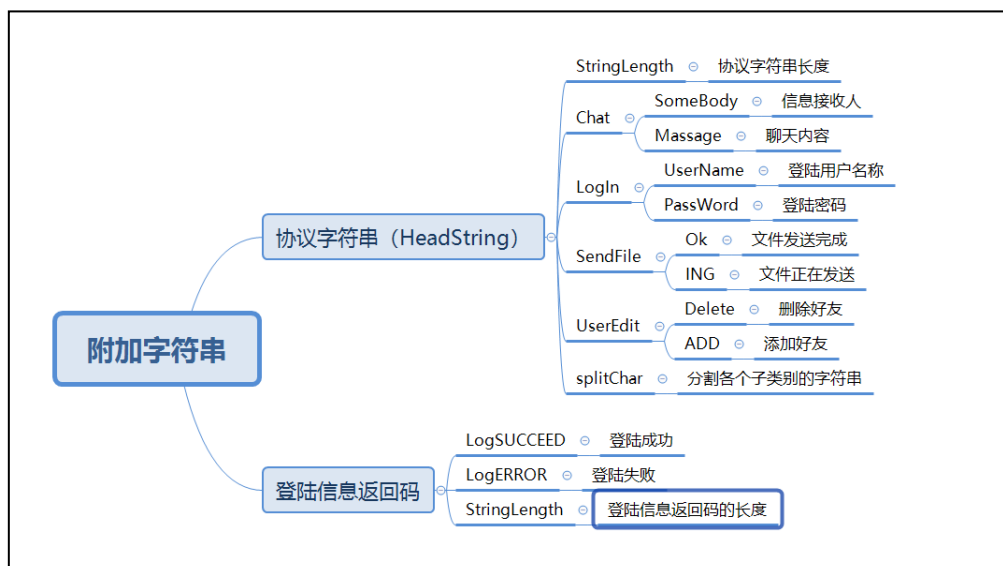 附加字符串
协议字符串（HeadString）
StringLength 协议字符串长度
Chat
SomeBody 信息接收人
Massage 聊天内容
LogIn
UserName 登陆用户名称
PassWord 登陆密码
SendFile
Ok 文件发送完成
ING 文件正在发送
UserEdit
Delete 删除好友
ADD 添加好友
splitChar 分割各个子类别的字符串
登陆信息返回码
LogSUCCEED 登陆成功
LogERROR 登陆失败
StringLength 登陆信息返回码的长度